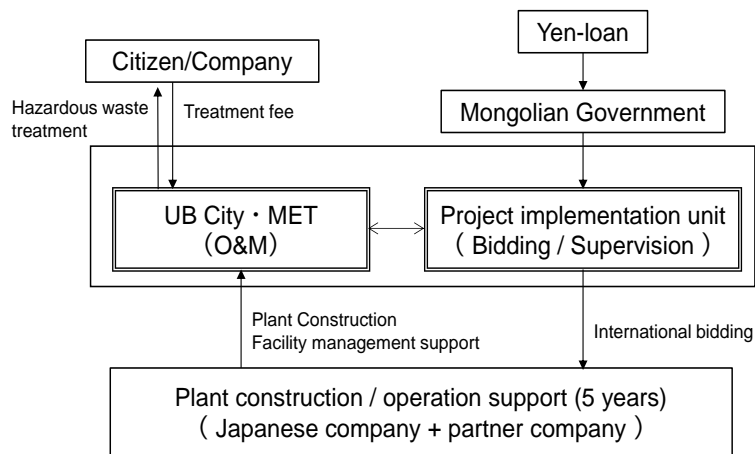 Yen-loan
Citizen/Company
Hazardous waste
treatment
Treatment fee
Mongolian Government
UB City・MET
（O&M）
Project implementation unit
（ Bidding / Supervision ）
Plant Construction
Facility management support
International bidding
Plant construction / operation support (5 years)
（ Japanese company + partner company ）